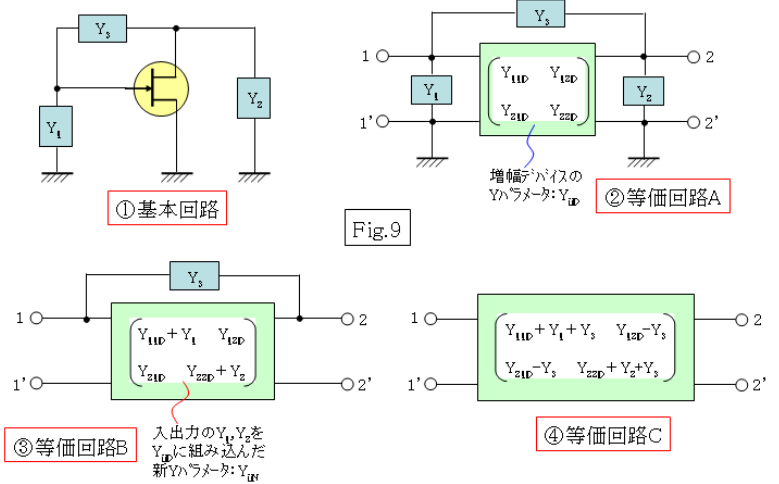 Y3
Y1
Y2
①基本回路
Y3
1
2
Y1
Y11D Y12D
Y21D Y22D
Y2
1'
2'
増幅デバイスの
Yパラメータ:YijD
②等価回路A
Fig.9
Y3
1
2
Y11D+Y1 Y12D
Y21D Y22D+Y2
1'
2'
③等価回路B
入出力のY1,Y2を
YijDに組み込んだ
新Yパラメータ:YijN
1
2
Y11D+Y1+Y3 Y12D-Y3
Y21D-Y3 Y22D+Y2+Y3
1'
2'
④等価回路C